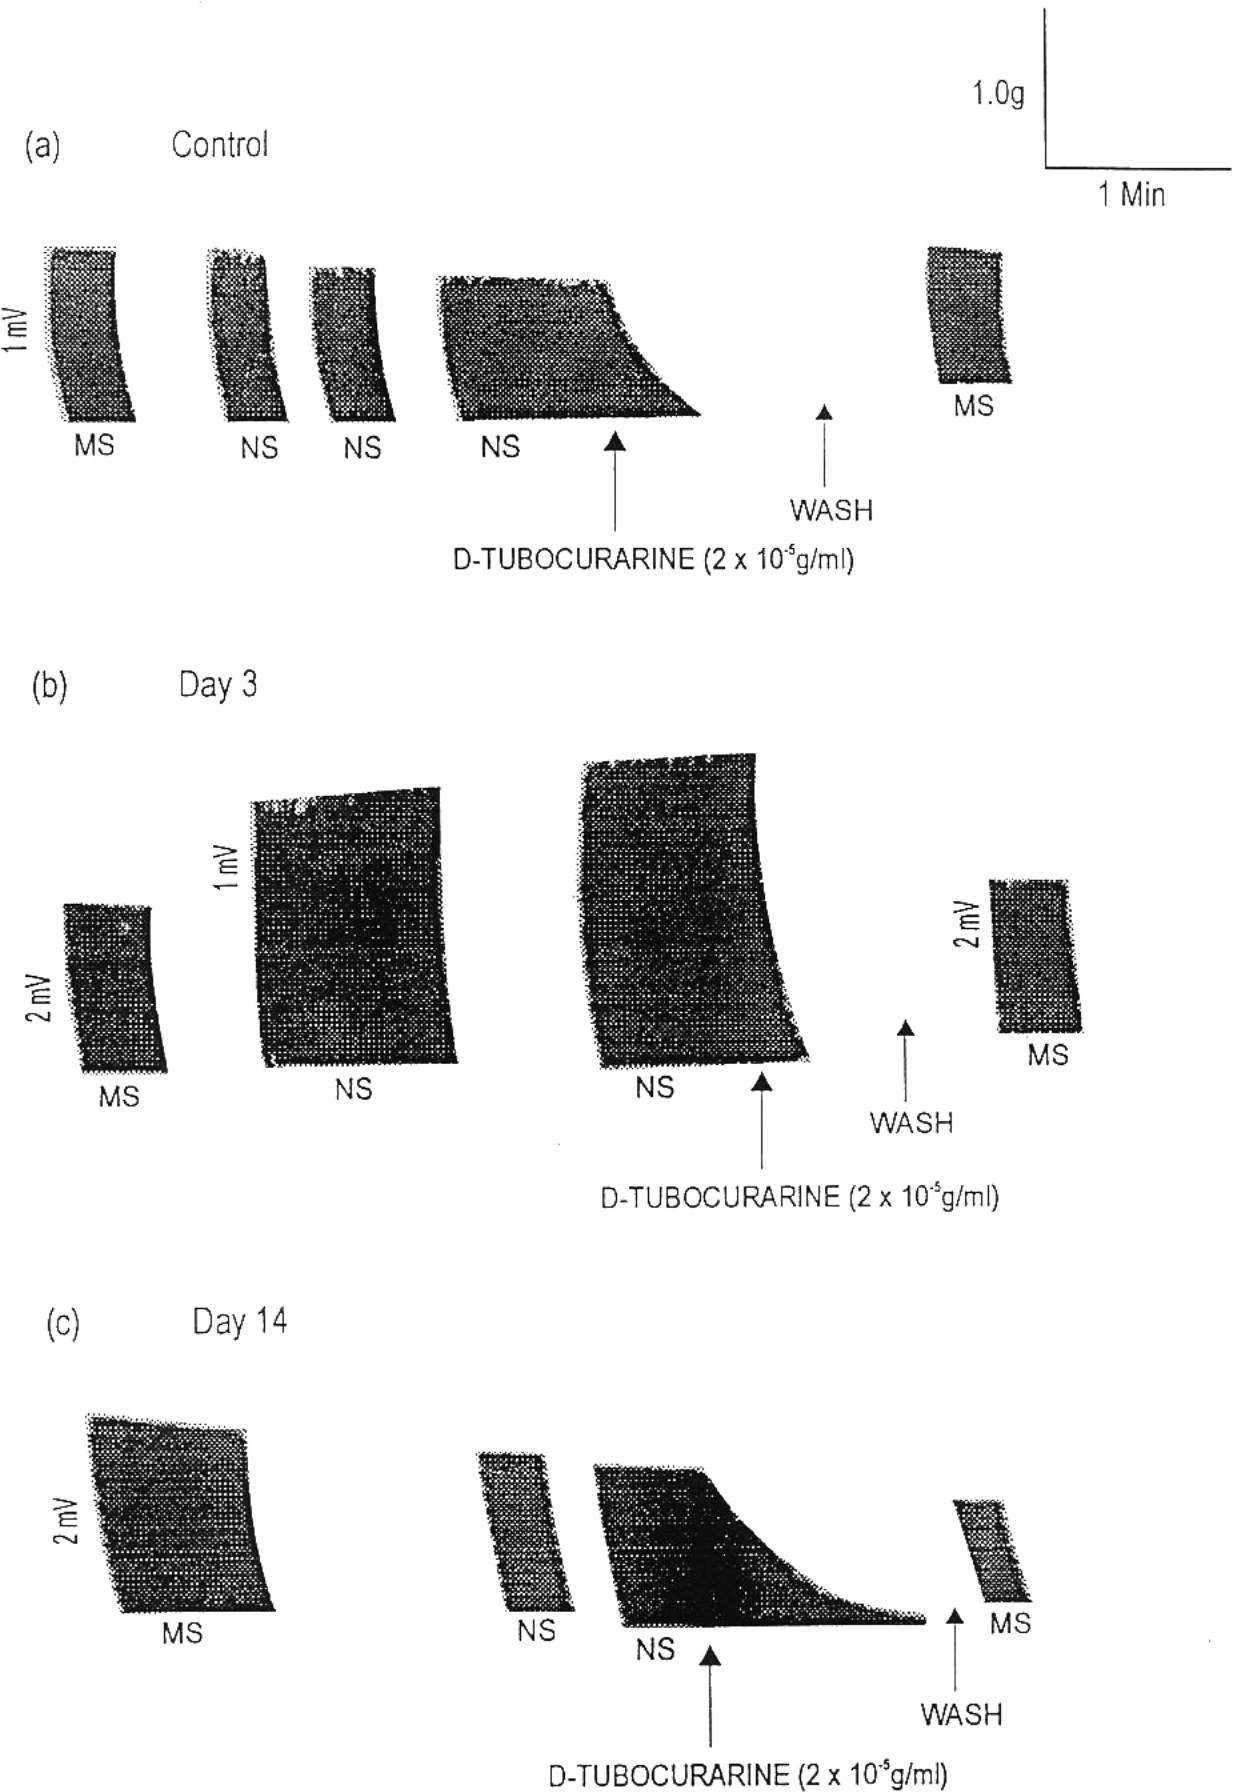 1.0g
1 Min
(a) Control
1 mV
MS NS NS NS MS
WASH
D-TUBOCURARINE (2 x 10⁻⁵g/ml)
(b) Day 3
1 mV
2 mV
2 mV
MS NS NS MS
WASH
D-TUBOCURARINE (2 x 10⁻⁵g/ml)
(c) Day 14
2 mV
MS NS NS MS
WASH
D-TUBOCURARINE (2 x 10⁻⁵g/ml)